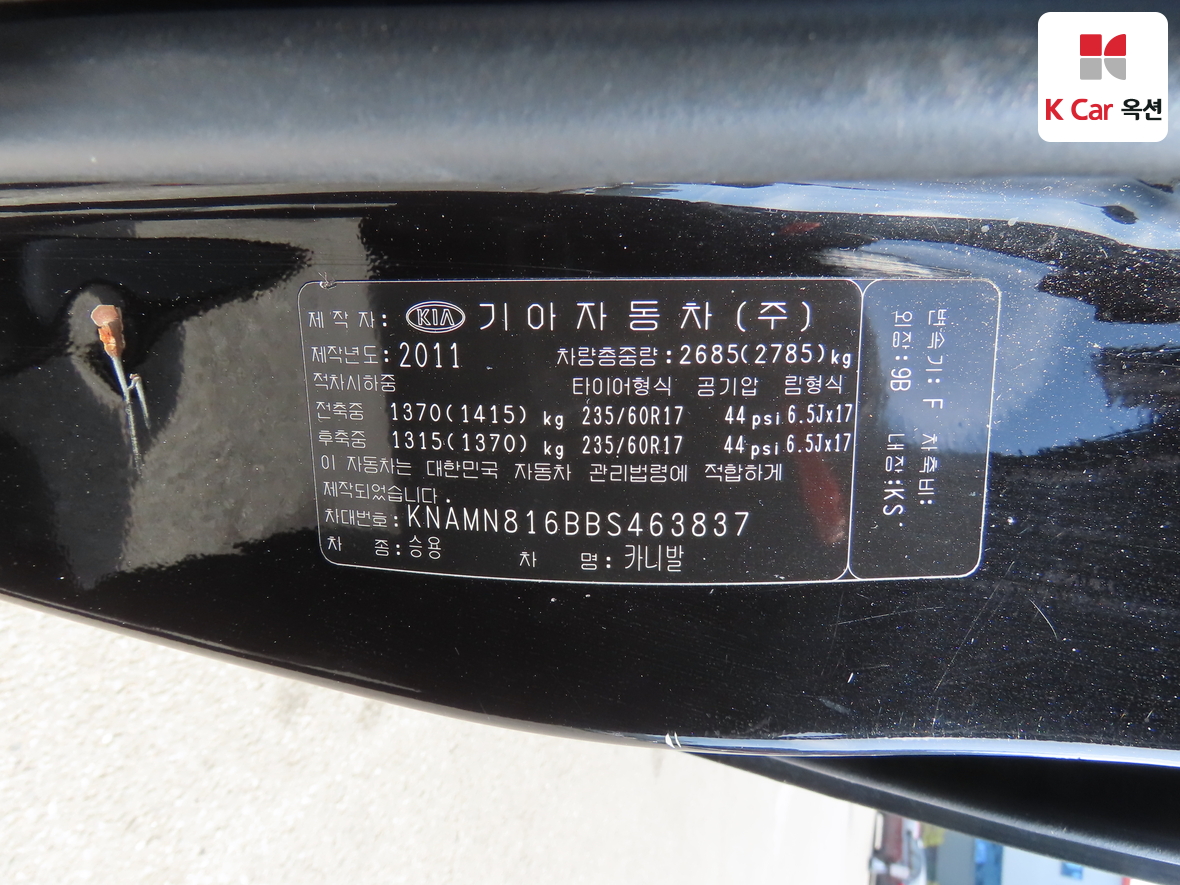 K Car 옥션
제 작 자: KIA 기아자동차(주)
제작년도:2011 차량총중량:2685(2785)kg
적차시하중 타이어형식 공기압 림형식
전축중 1370(1415) kg 235/60R17 44psi 6.5Jx17
후축중 1315(1370) kg 235/60R17 44psi 6.5Jx17
이 자동차는 대한민국 자동차 관리법령에 적합하게
제작되었습니다.
차대번호:KNAMN816BBS463837
차 종:승용 차 명:카니발
변속기:F 차축비:
외장:9B 내장:KS